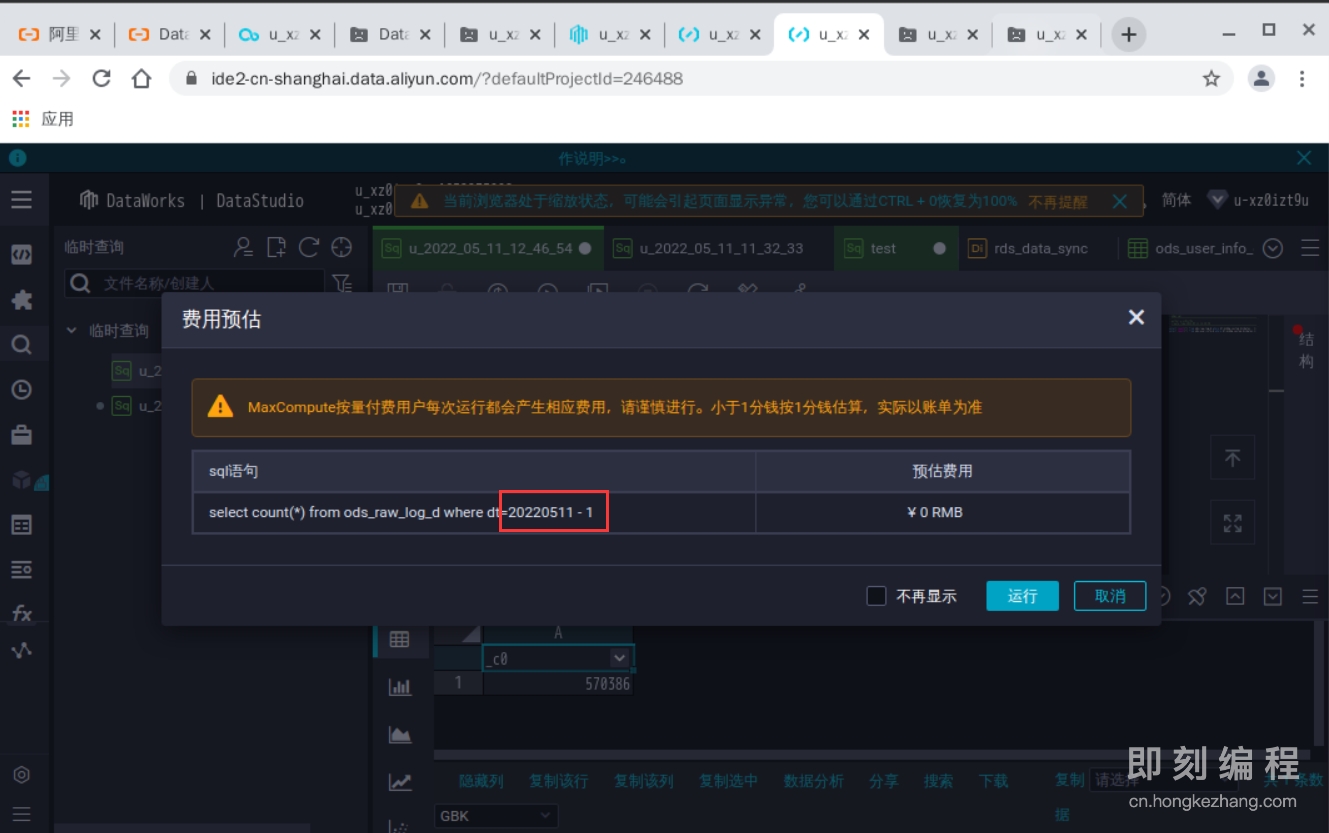 阿里
Data
u_xz
Data
u_xz
u_xz
u_xz
u_xz
u_xz
u_xz
ide2-cn-shanghai.data.aliyun.com/?defaultProjectId=246488
应用
作说明>>。
DataWorks | DataStudio
u_xz0
u_xz0
当前浏览器处于缩放状态，可能会引起页面显示异常，您可以通过CTRL + 0恢复为100% 不再提醒
简体
u-xz0izt9u
临时查询
Sq u_2022_05_11_12_46_54
Sq u_2022_05_11_11_32_33
Sq test
Di rds_data_sync
ods_user_info_
文件名称/创建人
临时查询
Sq u_2
Sq u_2
结
构
费用预估
MaxCompute按量付费用户每次运行都会产生相应费用，请谨慎进行。小于1分钱按1分钱估算，实际以账单为准
sql语句 预估费用
select count(*) from ods_raw_log_d where dt=20220511 - 1 ¥ 0 RMB
不再显示 运行 取消
fx
A
_c0
1 570386
隐藏列 复制该行 复制该列 复制选中 数据分析 分享 搜索 下载
复制 请选择
据
GBK
即刻编程
cn.hongkezhang.com